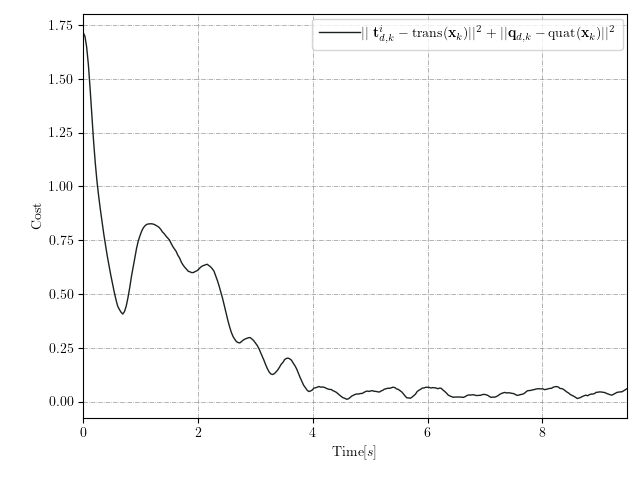 || t^i_{d,k} − trans(x_k)||² + ||q_{d,k} − quat(x_k)||²
1.75
1.50
1.25
1.00
0.75
0.50
0.25
0.00
Cost
0 2 4 6 8
Time[s]